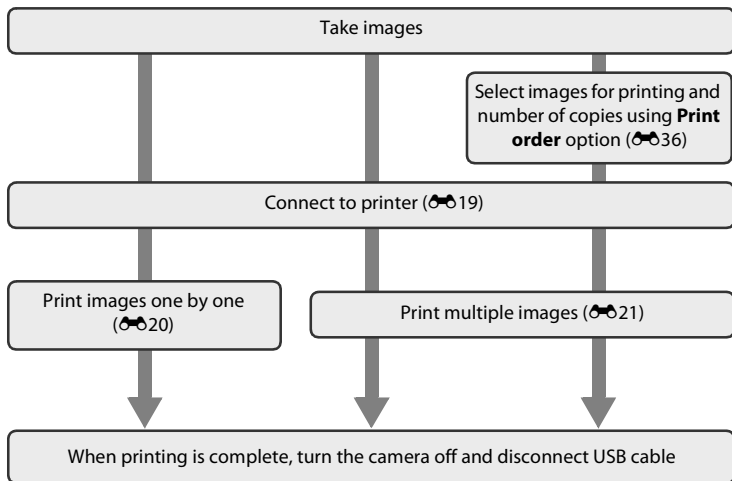 Take images
Select images for printing and
number of copies using Print
order option (36)
Connect to printer (19)
Print images one by one
(20)
Print multiple images (21)
When printing is complete, turn the camera off and disconnect USB cable